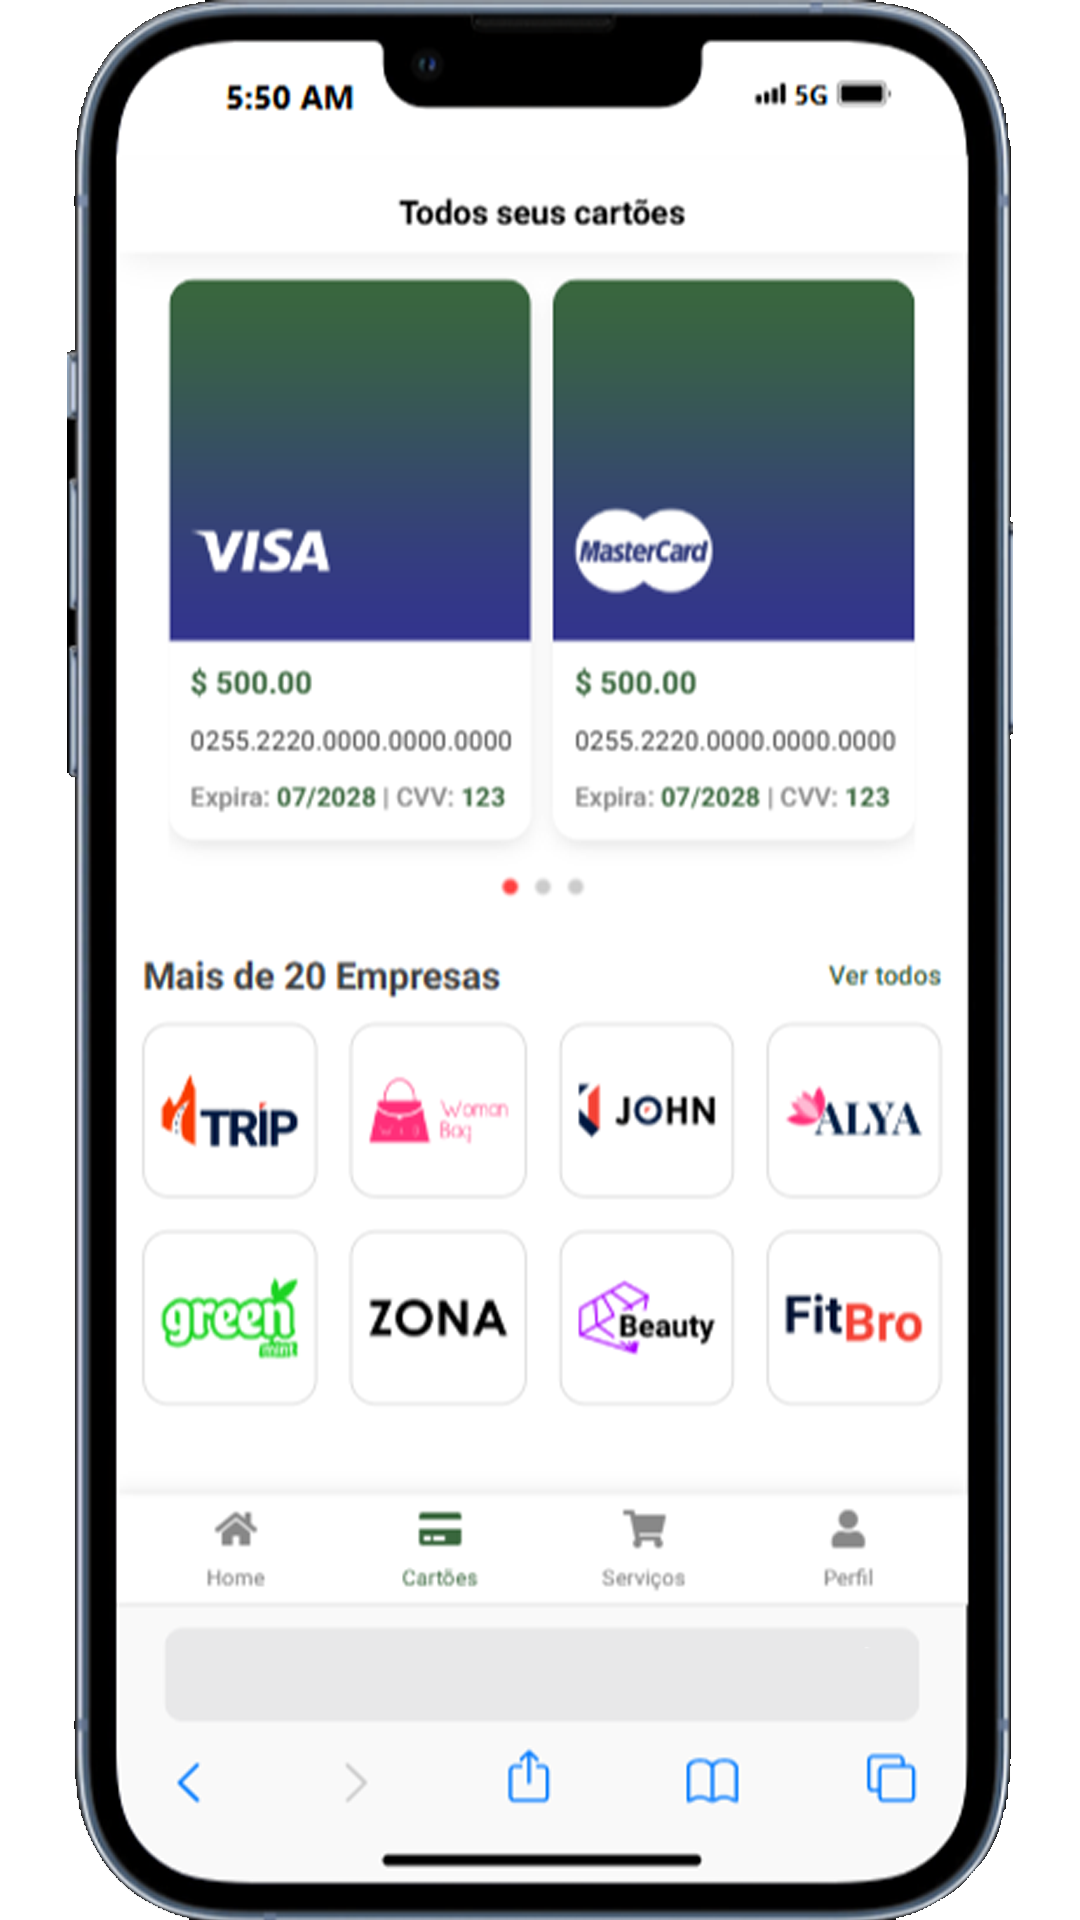 5:50 AM
5G
Todos seus cartões
VISA
MasterCard
$ 500.00
$ 500.00
0255.2220.0000.0000.0000
0255.2220.0000.0000.0000
Expira: 07/2028 | CVV: 123
Expira: 07/2028 | CVV: 123
Mais de 20 Empresas
Ver todos
TRIP
Woman
Bag
JOHN
ALYA
green
mint
ZONA
Beauty
FitBro
Home
Cartões
Serviços
Perfil